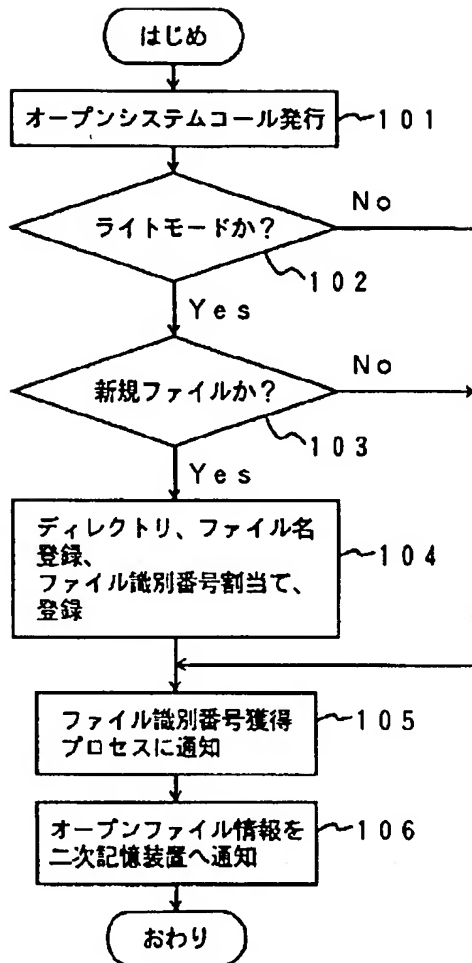 はじめ
オープンシステムコール発行
101
ライトモードか?
No
102
Yes
新規ファイルか?
No
103
Yes
ディレクトリ、ファイル名
登録、
ファイル識別番号割当て、
登録
104
ファイル識別番号獲得
プロセスに通知
105
オープンファイル情報を
二次記憶装置へ通知
106
おわり